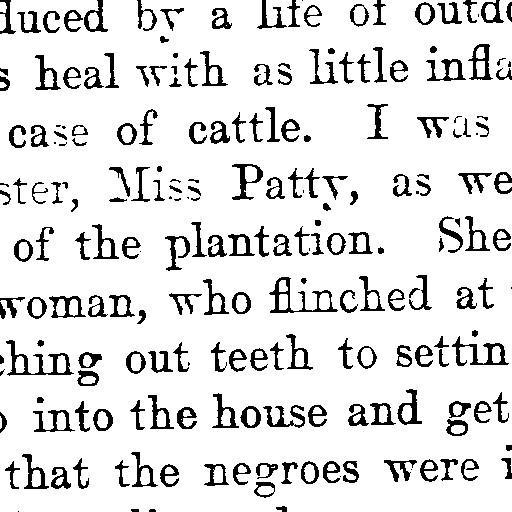 duced by a life of outdo
s heal with as little infla
case of cattle. I was
ster, Miss Patty, as we
of the plantation. She
woman, who flinched at
ching out teeth to settin
into the house and get
that the negroes were i